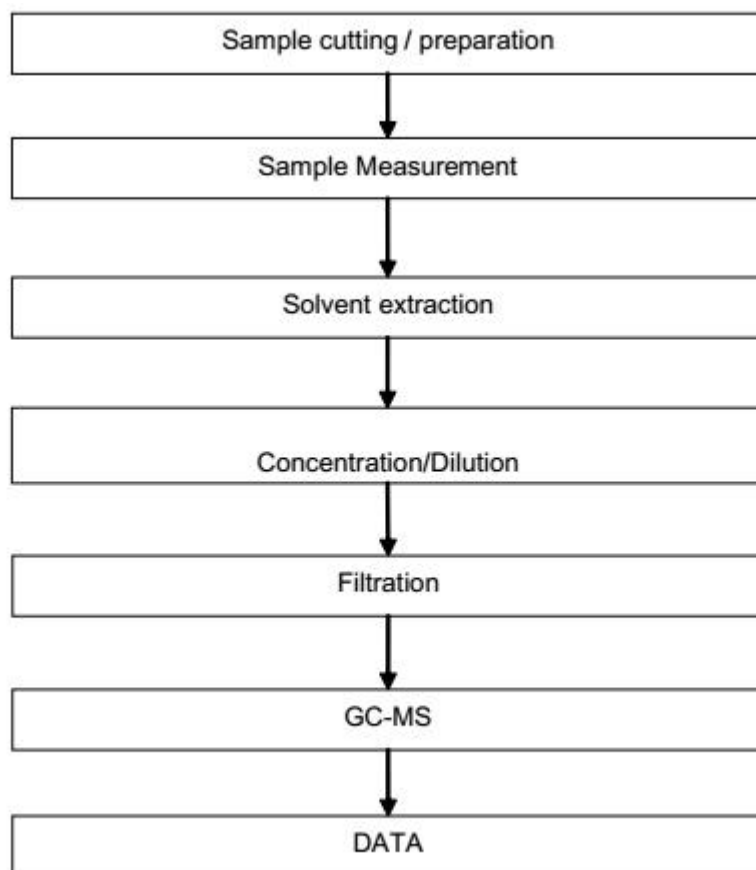 Sample cutting / preparation
Sample Measurement
Solvent extraction
Concentration/Dilution
Filtration
GC-MS
DATA